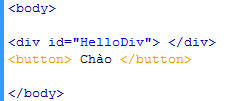 <body>
<div id="HelloDiv"> </div>
<button> Chào </button>
</body>